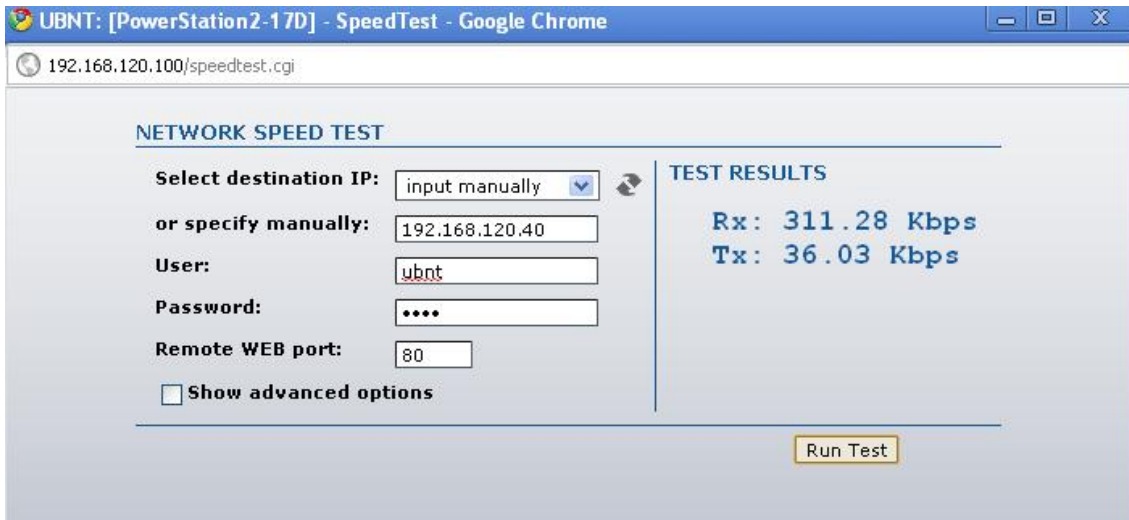 UBNT: [PowerStation2-17D] - SpeedTest - Google Chrome
192.168.120.100/speedtest.cgi
NETWORK SPEED TEST
Select destination IP: input manually
or specify manually: 192.168.120.40
User: ubnt
Password: ••••
Remote WEB port: 80
Show advanced options
TEST RESULTS
Rx: 311.28 Kbps
Tx: 36.03 Kbps
Run Test